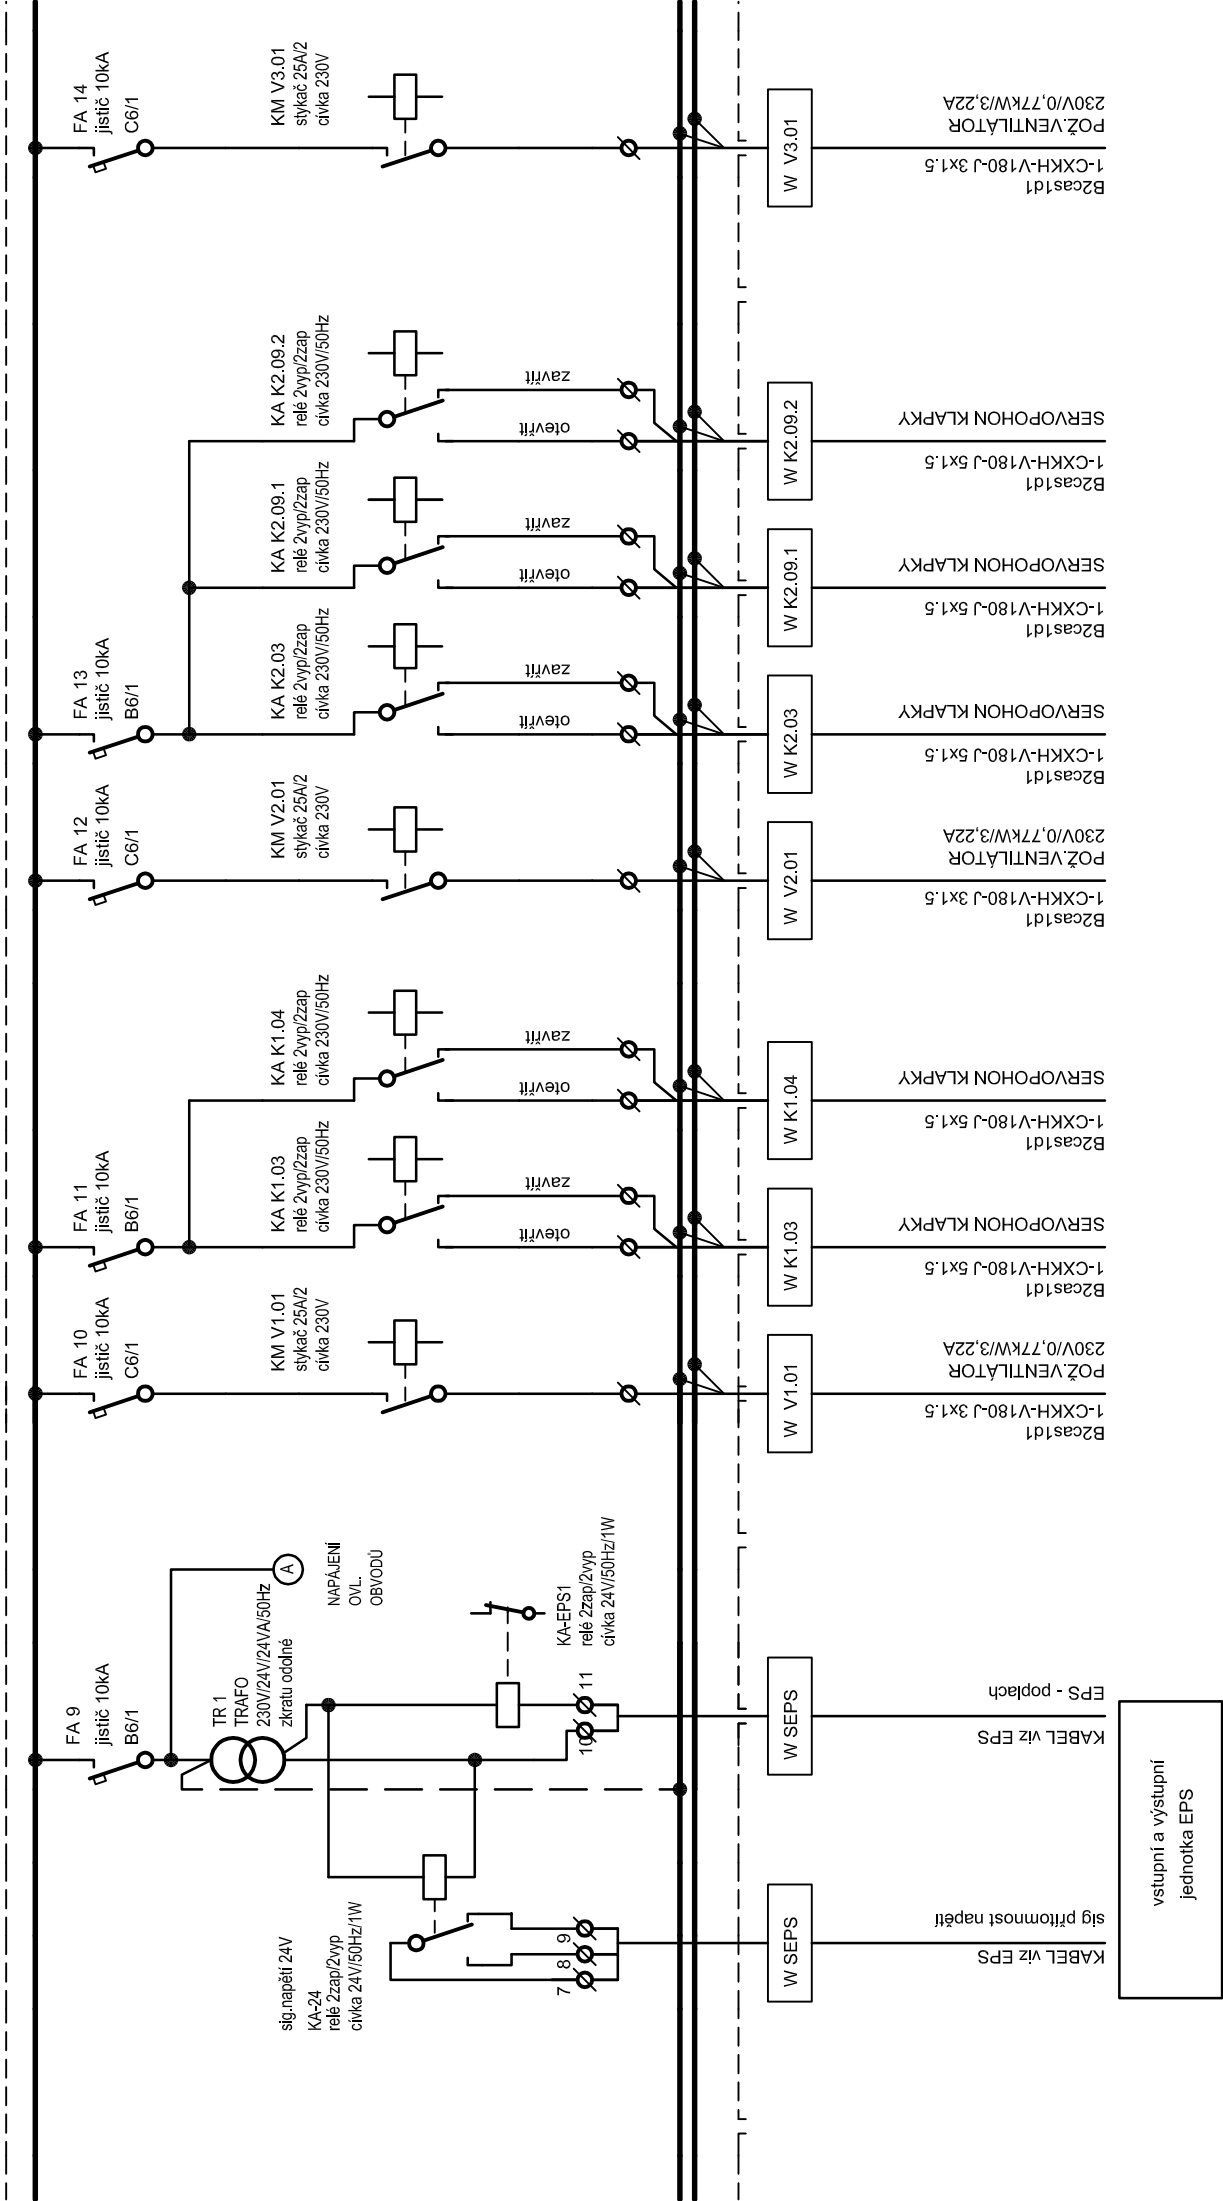 FA 9
jistič 10kA
B6/1
TR 1
TRAFO
230V/24V/24VA/50Hz
zkratu odolné
A
NAPÁJENÍ
OVL.
OBVODŮ
sig.napětí 24V
KA-24
relé 2zap/2vyp
cívka 24V/50Hz/1W
KA-EPS1
relé 2zap/2vyp
cívka 24V/50Hz/1W
7
8
9
10
11
W SEPS
KABEL viz EPS
sig přítomnost napětí
W SEPS
KABEL viz EPS
EPS - poplach
vstupní a výstupní
jednotka EPS
FA 10
jistič 10kA
C6/1
KM V1.01
stykač 25A/2
cívka 230V
W V1.01
B2cas1d1
1-CXKH-V180-J 3x1.5
POŽ.VENTILÁTOR
230V/0,77kW/3,22A
FA 11
jistič 10kA
B6/1
KA K1.03
relé 2vyp/2zap
cívka 230V/50Hz
otevřít
zavřít
W K1.03
B2cas1d1
1-CXKH-V180-J 5x1.5
SERVOPOHON KLAPKY
KA K1.04
relé 2vyp/2zap
cívka 230V/50Hz
otevřít
zavřít
W K1.04
B2cas1d1
1-CXKH-V180-J 5x1.5
SERVOPOHON KLAPKY
FA 12
jistič 10kA
C6/1
KM V2.01
stykač 25A/2
cívka 230V
W V2.01
B2cas1d1
1-CXKH-V180-J 3x1.5
POŽ.VENTILÁTOR
230V/0,77kW/3,22A
FA 13
jistič 10kA
B6/1
KA K2.03
relé 2vyp/2zap
cívka 230V/50Hz
otevřít
zavřít
W K2.03
B2cas1d1
1-CXKH-V180-J 5x1.5
SERVOPOHON KLAPKY
KA K2.09.1
relé 2vyp/2zap
cívka 230V/50Hz
otevřít
zavřít
W K2.09.1
B2cas1d1
1-CXKH-V180-J 5x1.5
SERVOPOHON KLAPKY
KA K2.09.2
relé 2vyp/2zap
cívka 230V/50Hz
otevřít
zavřít
W K2.09.2
B2cas1d1
1-CXKH-V180-J 5x1.5
SERVOPOHON KLAPKY
FA 14
jistič 10kA
C6/1
KM V3.01
stykač 25A/2
cívka 230V
W V3.01
B2cas1d1
1-CXKH-V180-J 3x1.5
POŽ.VENTILÁTOR
230V/0,77kW/3,22A